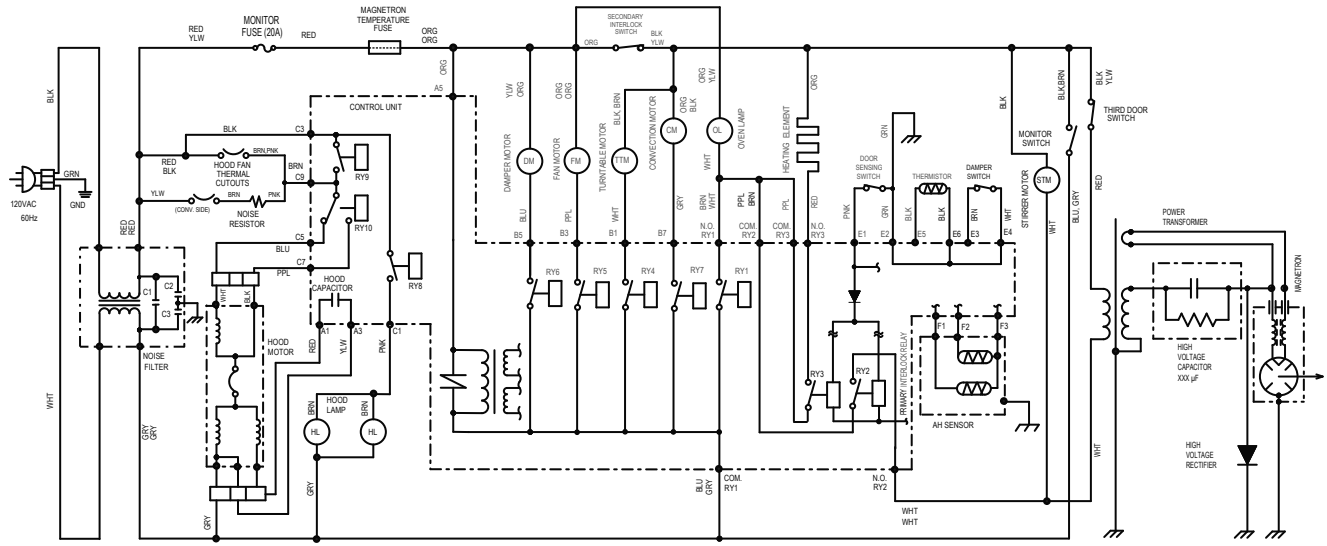 RED
YLW
MONITOR
FUSE (20A)
RED
MAGNETRON
TEMPERATURE
FUSE
ORG
ORG
SECONDARY
INTERLOCK
SWITCH
ORG
BLK
YLW
BLK
GRN
GND
120VAC
60Hz
WHT
RED
RED
RED
BLK
YLW
BLK
HOOD FAN
THERMAL
CUTOUTS
BRN,PNK
BRN
(CONV. SIDE)
BRN
PNK
NOISE
RESISTOR
CONTROL UNIT
ORG
A5
C3
C9
C5
C7
BLU
PPL
RY9
RY10
RY8
HOOD
CAPACITOR
A1
A3
C1
RED
YLW
PNK
C1
C2
C3
NOISE
FILTER
GRY
GRY
WHT
BLK
HOOD
MOTOR
GRY
BRN
HOOD
LAMP
BRN
HL
HL
GRY
YLW
ORG
DAMPER MOTOR
DM
BLU
B5
RY6
ORG
ORG
FAN MOTOR
FM
PPL
B3
RY5
BLK, BRN
TURNTABLE MOTOR
TTM
WHT
B1
RY4
ORG
BLK
CONVECTION MOTOR
CM
GRY
B7
RY7
ORG
YLW
OL
OVEN LAMP
WHT
BRN
WHT
N.O.
RY1
RY1
PPL
BRN
COM.
RY2
ORG
HEATING ELEMENT
PPL
RED
COM.
RY3
N.O.
RY3
DOOR
SENSING
SWITCH
PNK
GRN
GRN
THERMISTOR
BLK
BLK
DAMPER
SWITCH
BRN
WHT
E1
E2
E5
E6
E3
E4
RY3
RY2
PRIMARY INTERLOCK RELAY
F1
F2
F3
AH SENSOR
BLU
GRY
COM.
RY1
N.O.
RY2
WHT
WHT
BLK
MONITOR
SWITCH
STM
STIRRER MOTOR
WHT
BLK,BRN
BLK
YLW
THIRD DOOR
SWITCH
BLU, GRY
RED
WHT
POWER
TRANSFORMER
HIGH
VOLTAGE
CAPACITOR
XXX µF
HIGH
VOLTAGE
RECTIFIER
MAGNETRON